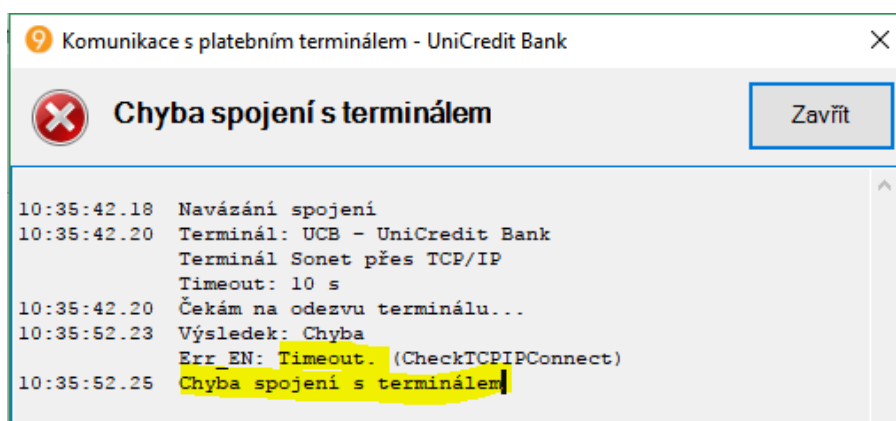 9 Komunikace s platebním terminálem - UniCredit Bank
Chyba spojení s terminálem
Zavřít
10:35:42.18 Navázání spojení
10:35:42.20 Terminál: UCB - UniCredit Bank
Terminál Sonet přes TCP/IP
Timeout: 10 s
10:35:42.20 Čekám na odezvu terminálu...
10:35:52.23 Výsledek: Chyba
Err_EN: Timeout. (CheckTCPIPConnect)
10:35:52.25 Chyba spojení s terminálem